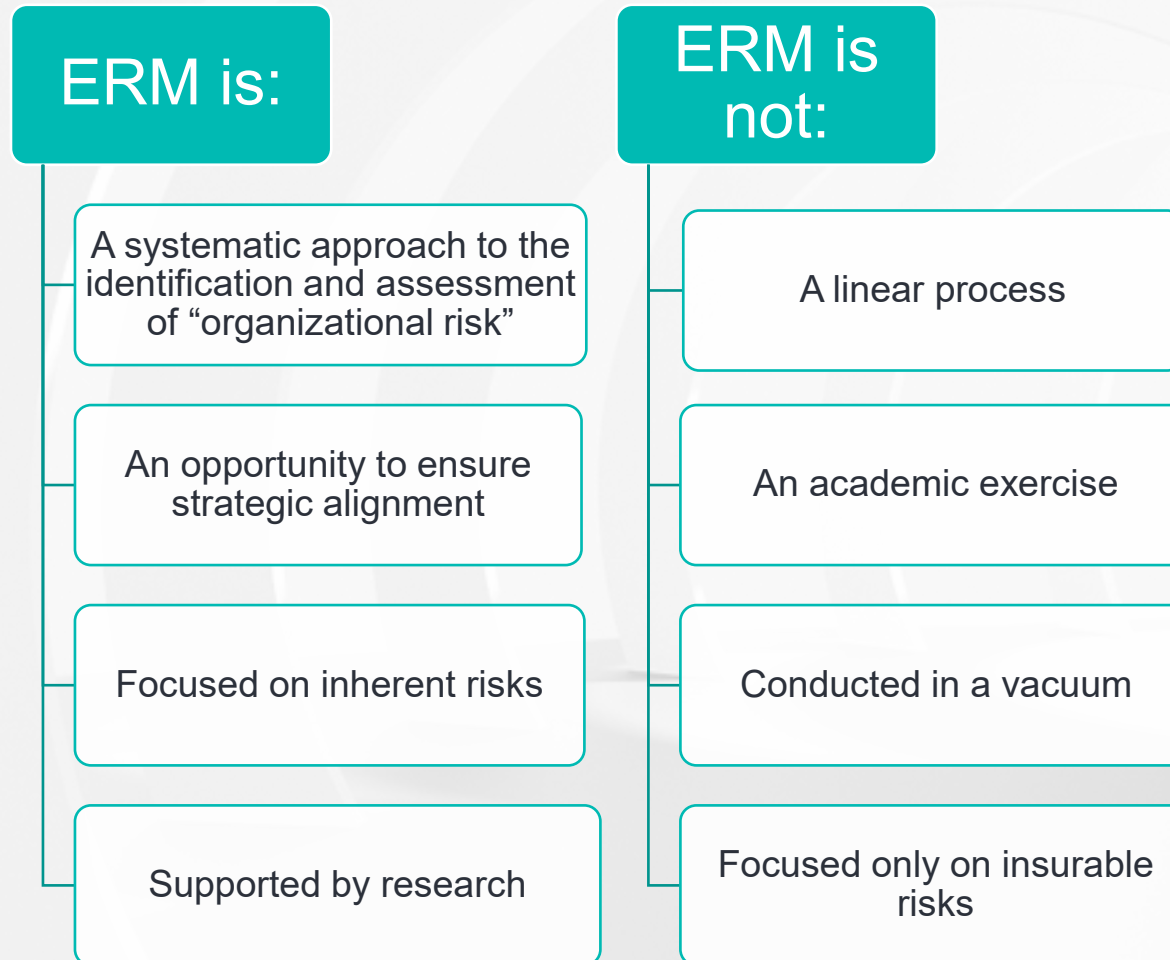 ERM is:
A systematic approach to the
identification and assessment
of “organizational risk”
An opportunity to ensure
strategic alignment
Focused on inherent risks
Supported by research
ERM is
not:
A linear process
An academic exercise
Conducted in a vacuum
Focused only on insurable
risks